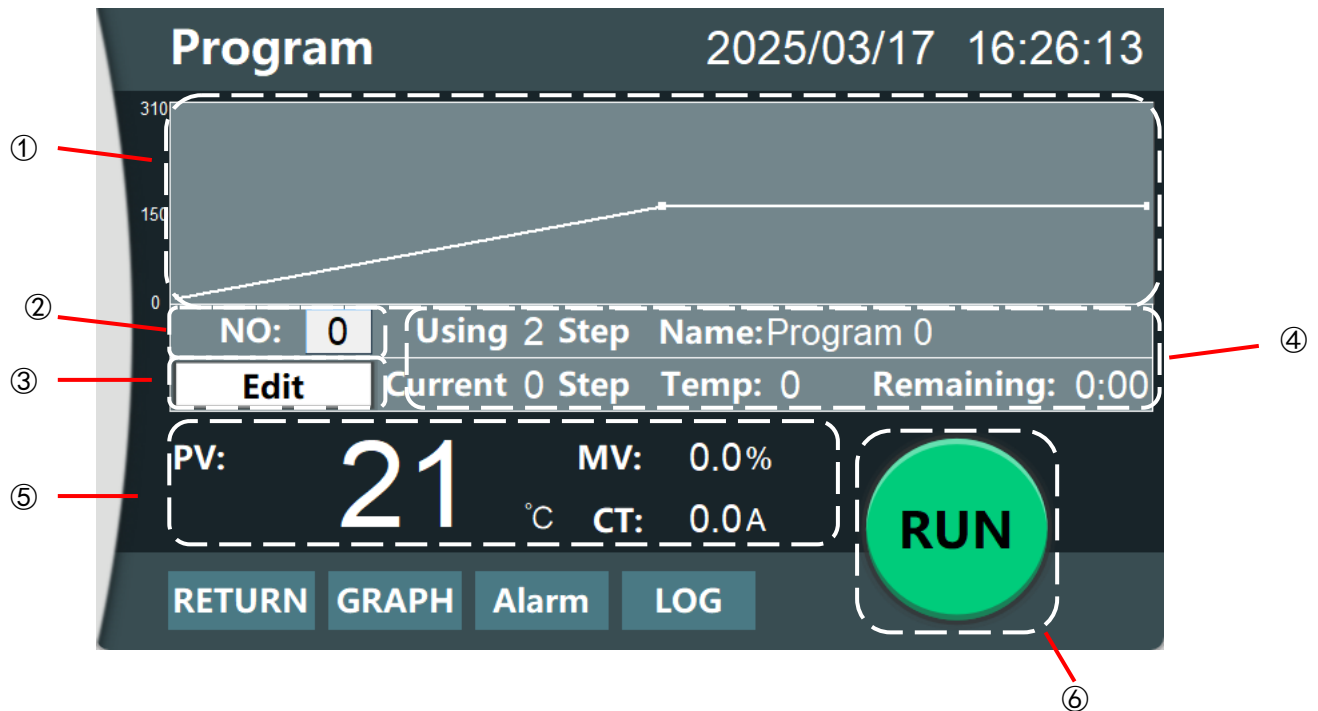 Program 2025/03/17 16:26:13
310
①
150
0
② NO: 0 Using 2 Step Name:Program 0
④
③ Edit Current 0 Step Temp: 0 Remaining: 0:00
PV: 21 °C MV: 0.0%
⑤
CT: 0.0A
RUN
RETURN GRAPH Alarm LOG
⑥